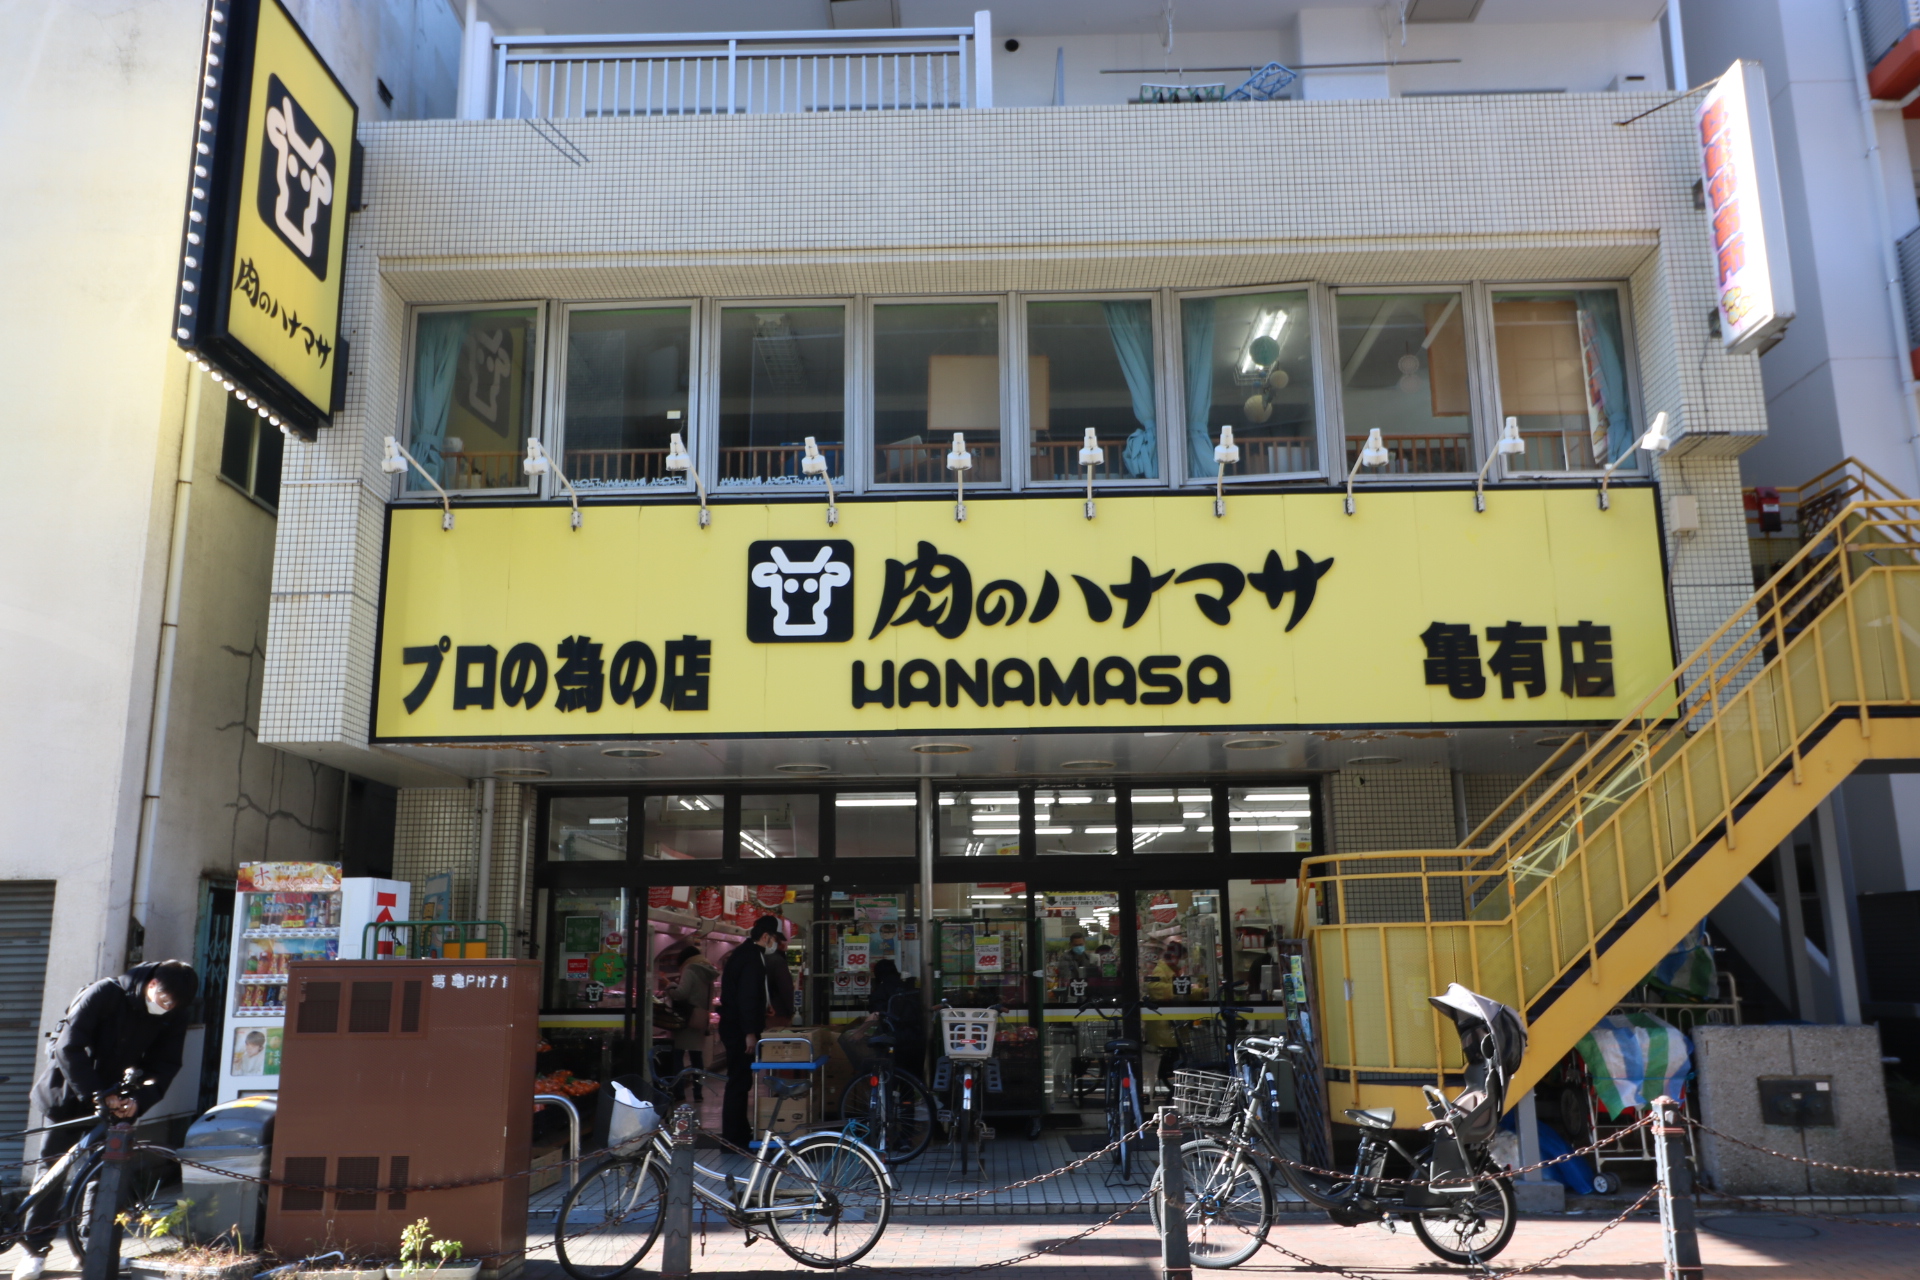 肉のハナマサ
肉のハナマサ
HANAMASA
プロの為の店
亀有店
葛亀PM71
98